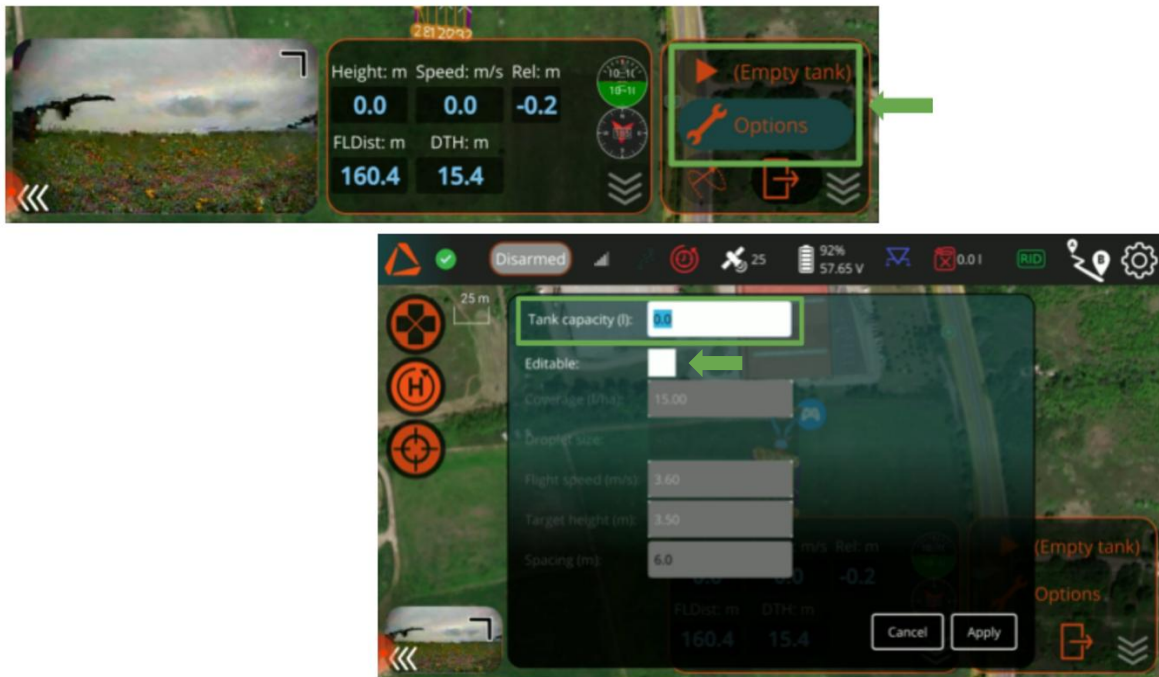 Height: m Speed: m/s Rel: m
0.0 0.0 -0.2
FLDist: m DTH: m
160.4 15.4
(Empty tank)
Options
Disarmed 25 92% 57.65 V 0.0 l RID
25 m
Tank capacity (l): 0.0
Editable:
Coverage (l/ha): 15.00
Droplet size:
Flight speed (m/s): 3.60
Target height (m): 3.50
Spacing (m): 6.0
m/s Rel: m
0.0 0.0 -0.2
FLDist: m DTH: m
160.4 15.4
(Empty tank)
Options
Cancel Apply